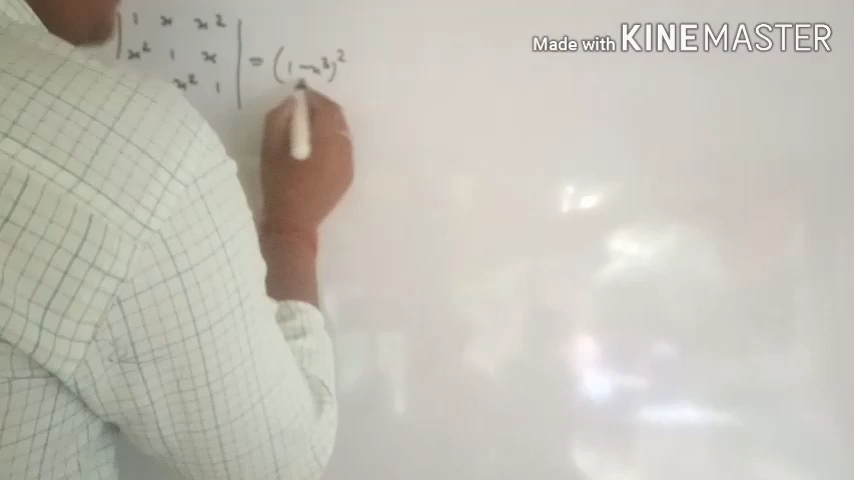 Made with KINEMASTER
| 1 x x² |
| x² 1 x | = (1-x³)²
x² 1 |